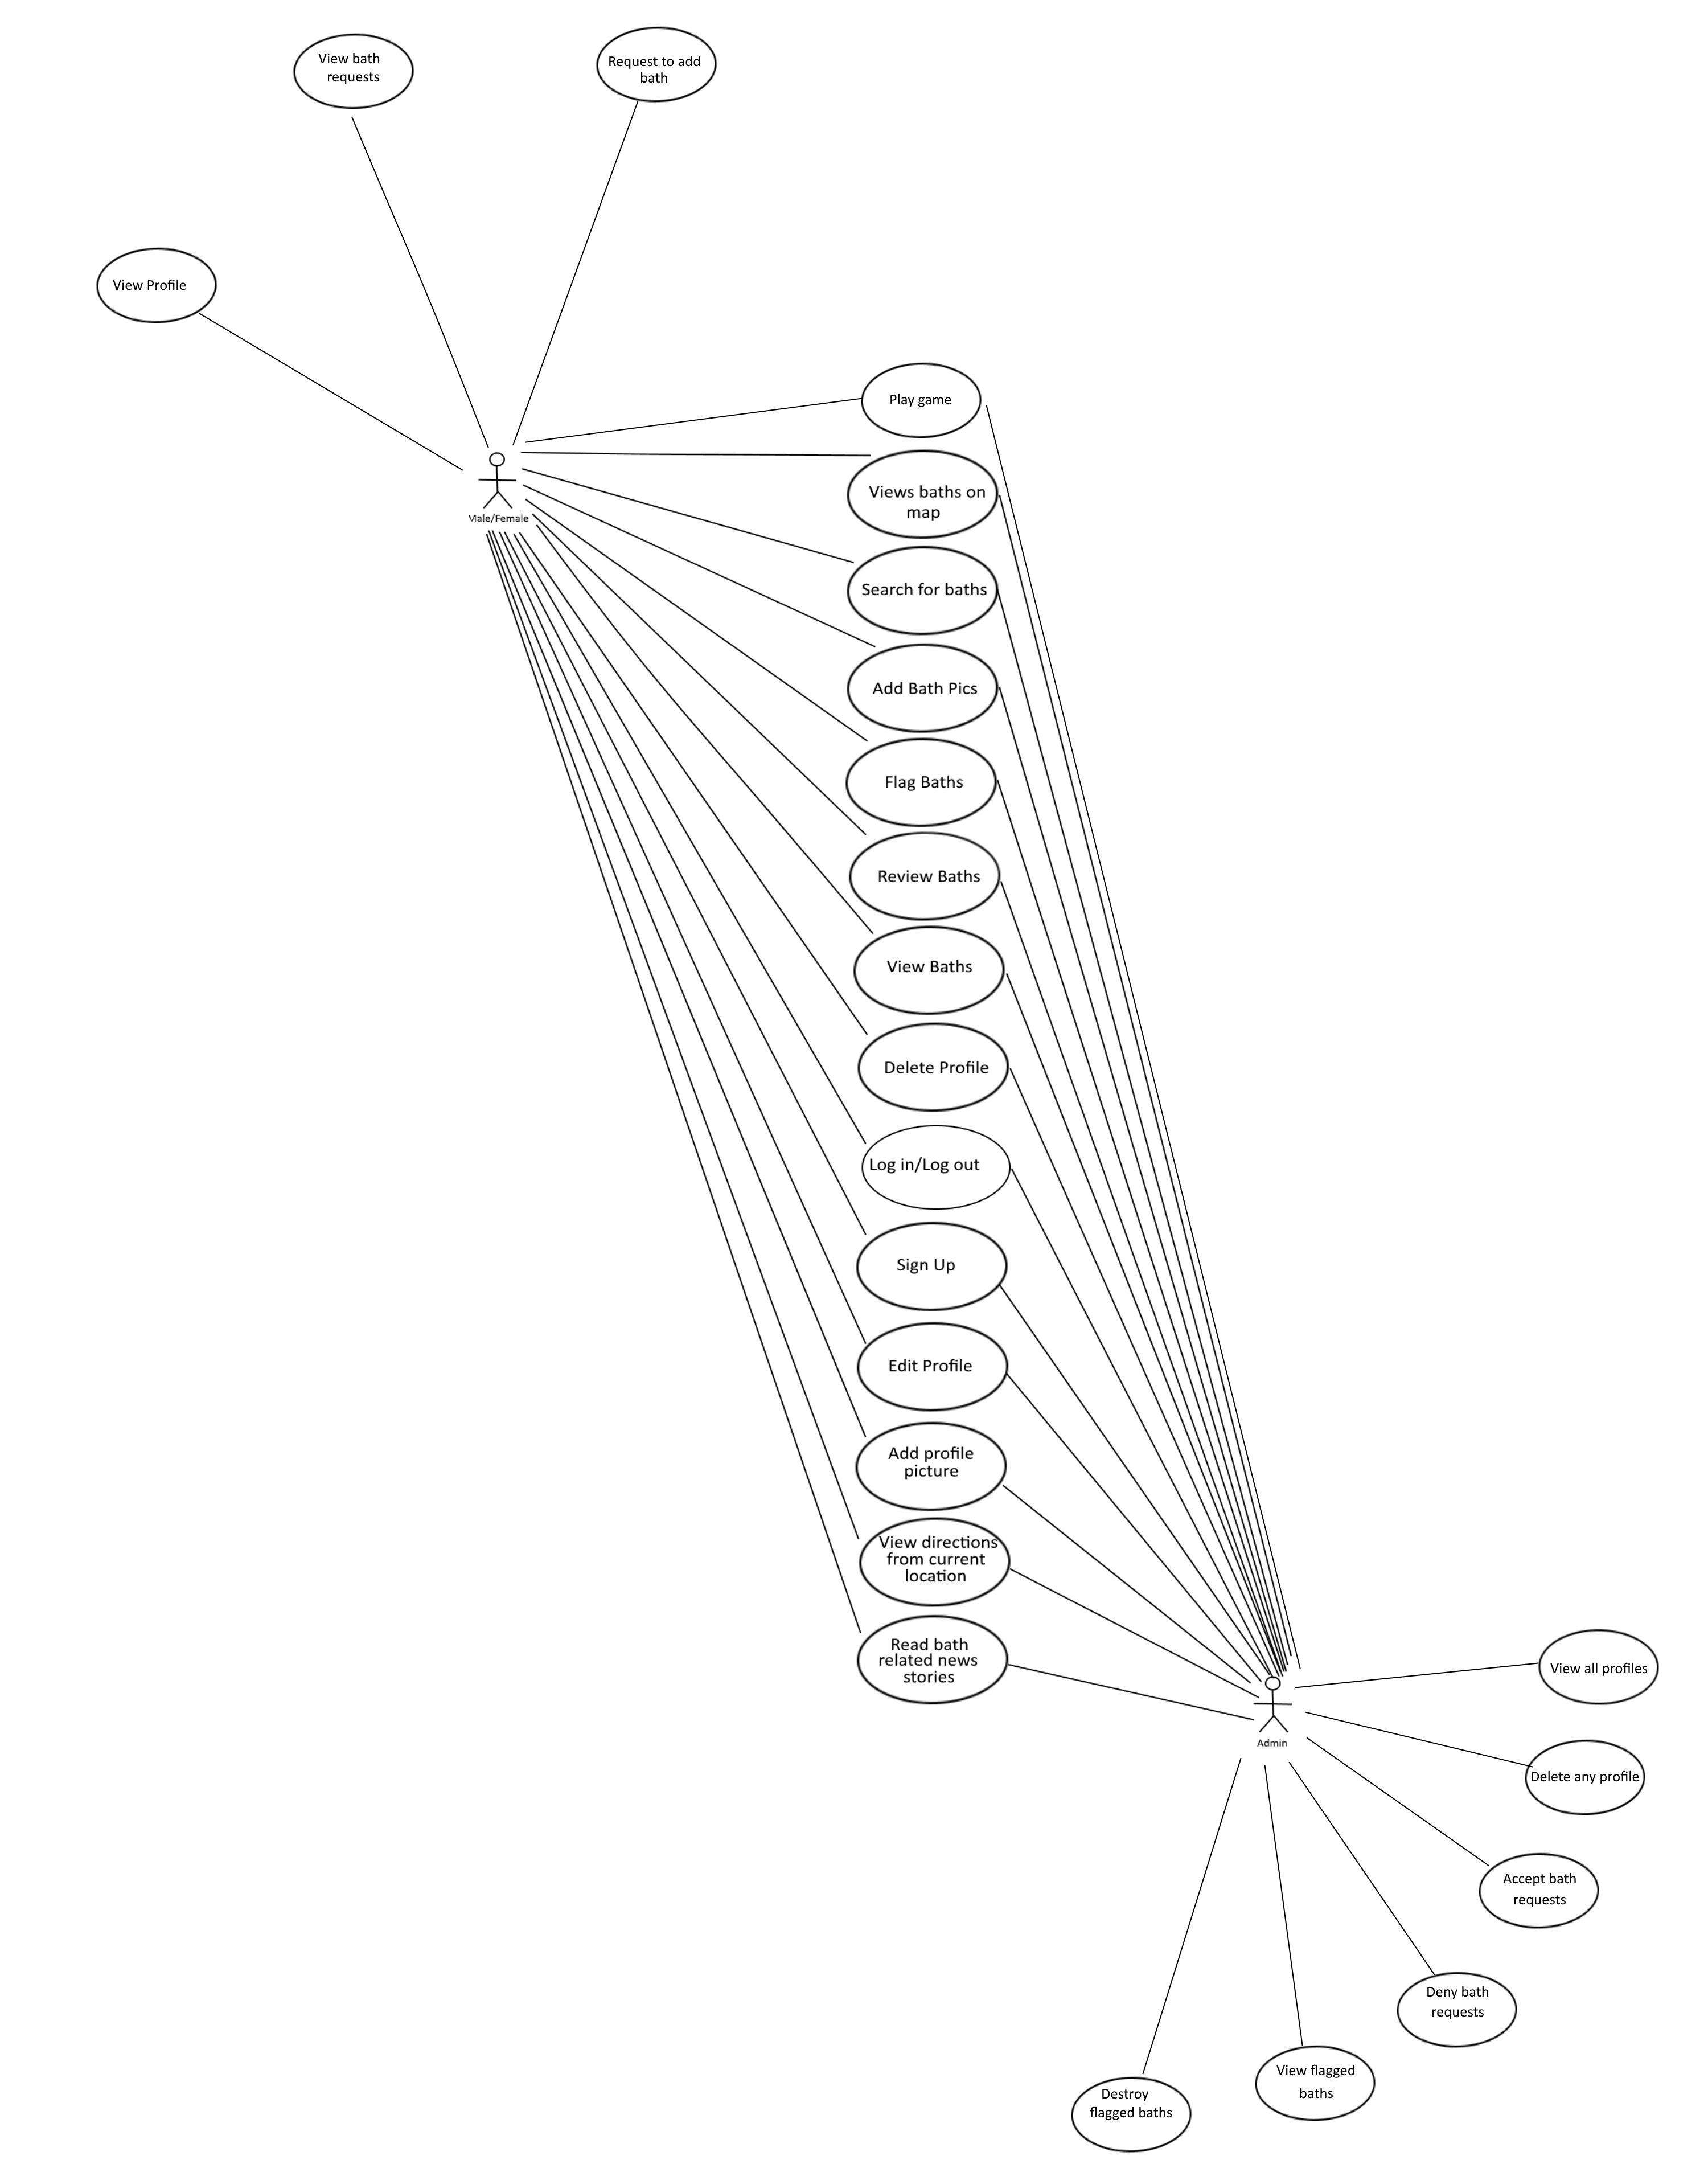 View bath
requests
Request to add
bath
View Profile
Play game
Views baths on
map
Male/Female
Search for baths
Add Bath Pics
Flag Baths
Review Baths
View Baths
Delete Profile
Log in/Log out
Sign Up
Edit Profile
Add profile
picture
View directions
from current
location
Read bath
related news
stories
Admin
View all profiles
Delete any profile
Accept bath
requests
Deny bath
requests
View flagged
baths
Destroy
flagged baths